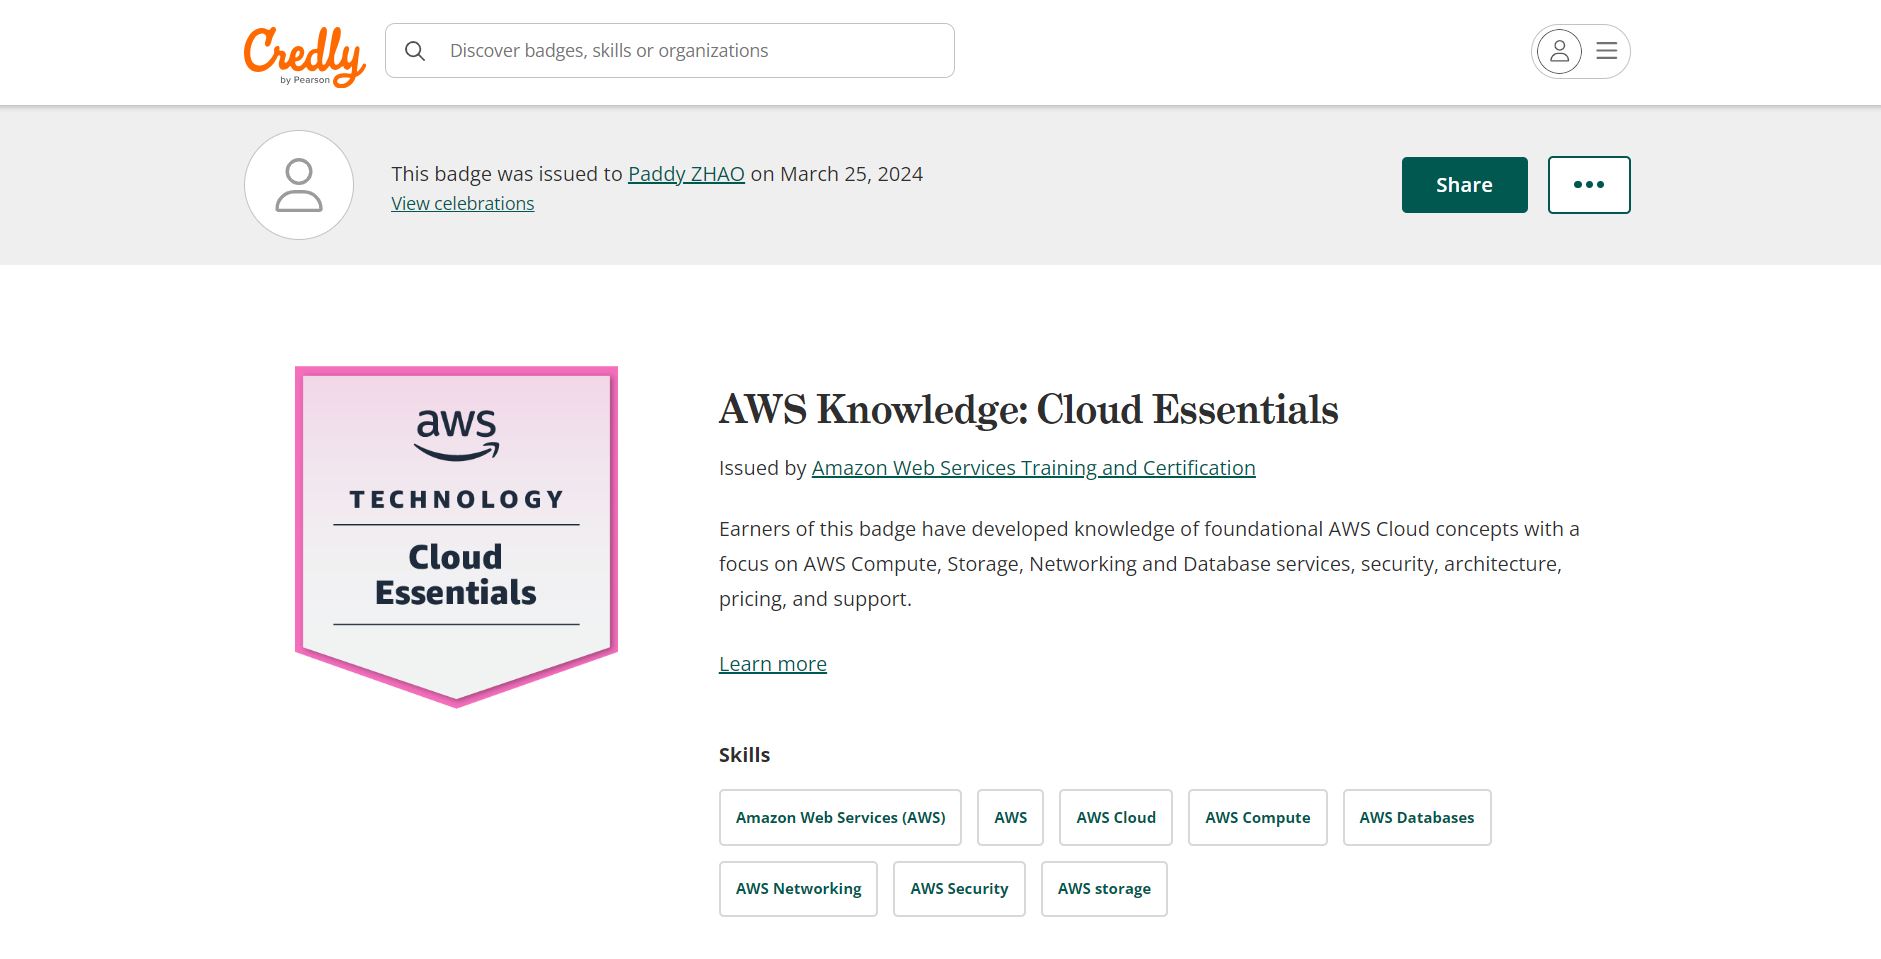 Credly
by Pearson
Discover badges, skills or organizations
This badge was issued to Paddy ZHAO on March 25, 2024
View celebrations
Share
aws
TECHNOLOGY
Cloud
Essentials
AWS Knowledge: Cloud Essentials
Issued by Amazon Web Services Training and Certification
Earners of this badge have developed knowledge of foundational AWS Cloud concepts with a
focus on AWS Compute, Storage, Networking and Database services, security, architecture,
pricing, and support.
Learn more
Skills
Amazon Web Services (AWS) AWS AWS Cloud AWS Compute AWS Databases
AWS Networking AWS Security AWS storage